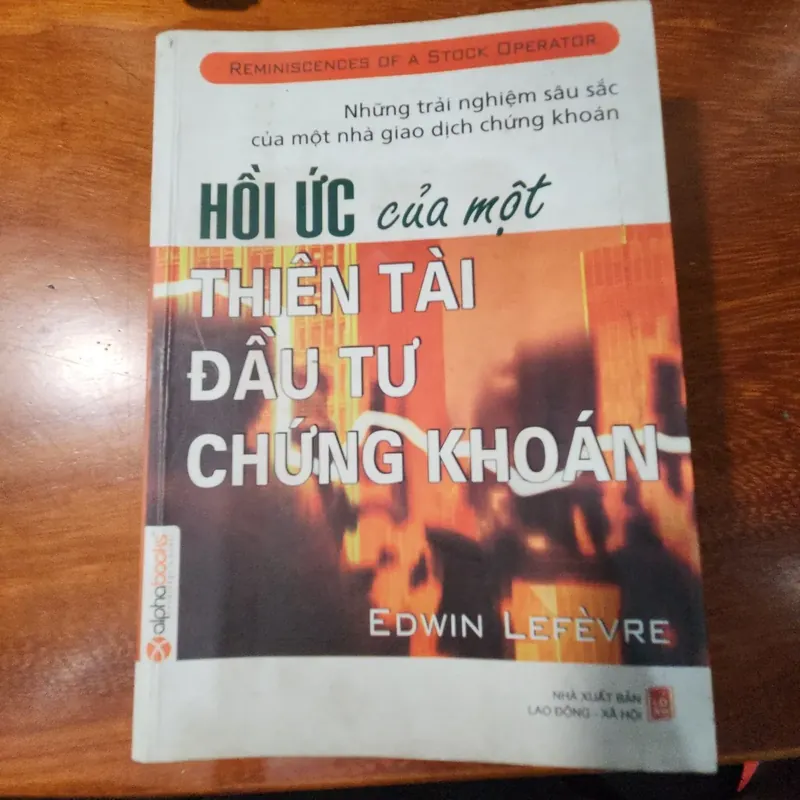 REMINISCENCES OF A STOCK OPERATOR
Những trải nghiệm sâu sắc
của một nhà giao dịch chứng khoán
HỒI ỨC của một
THIÊN TÀI
ĐẦU TƯ
CHỨNG KHOÁN
alphabooks
EDWIN LEFÈVRE
NHÀ XUẤT BẢN
LAO ĐỘNG - XÃ HỘI